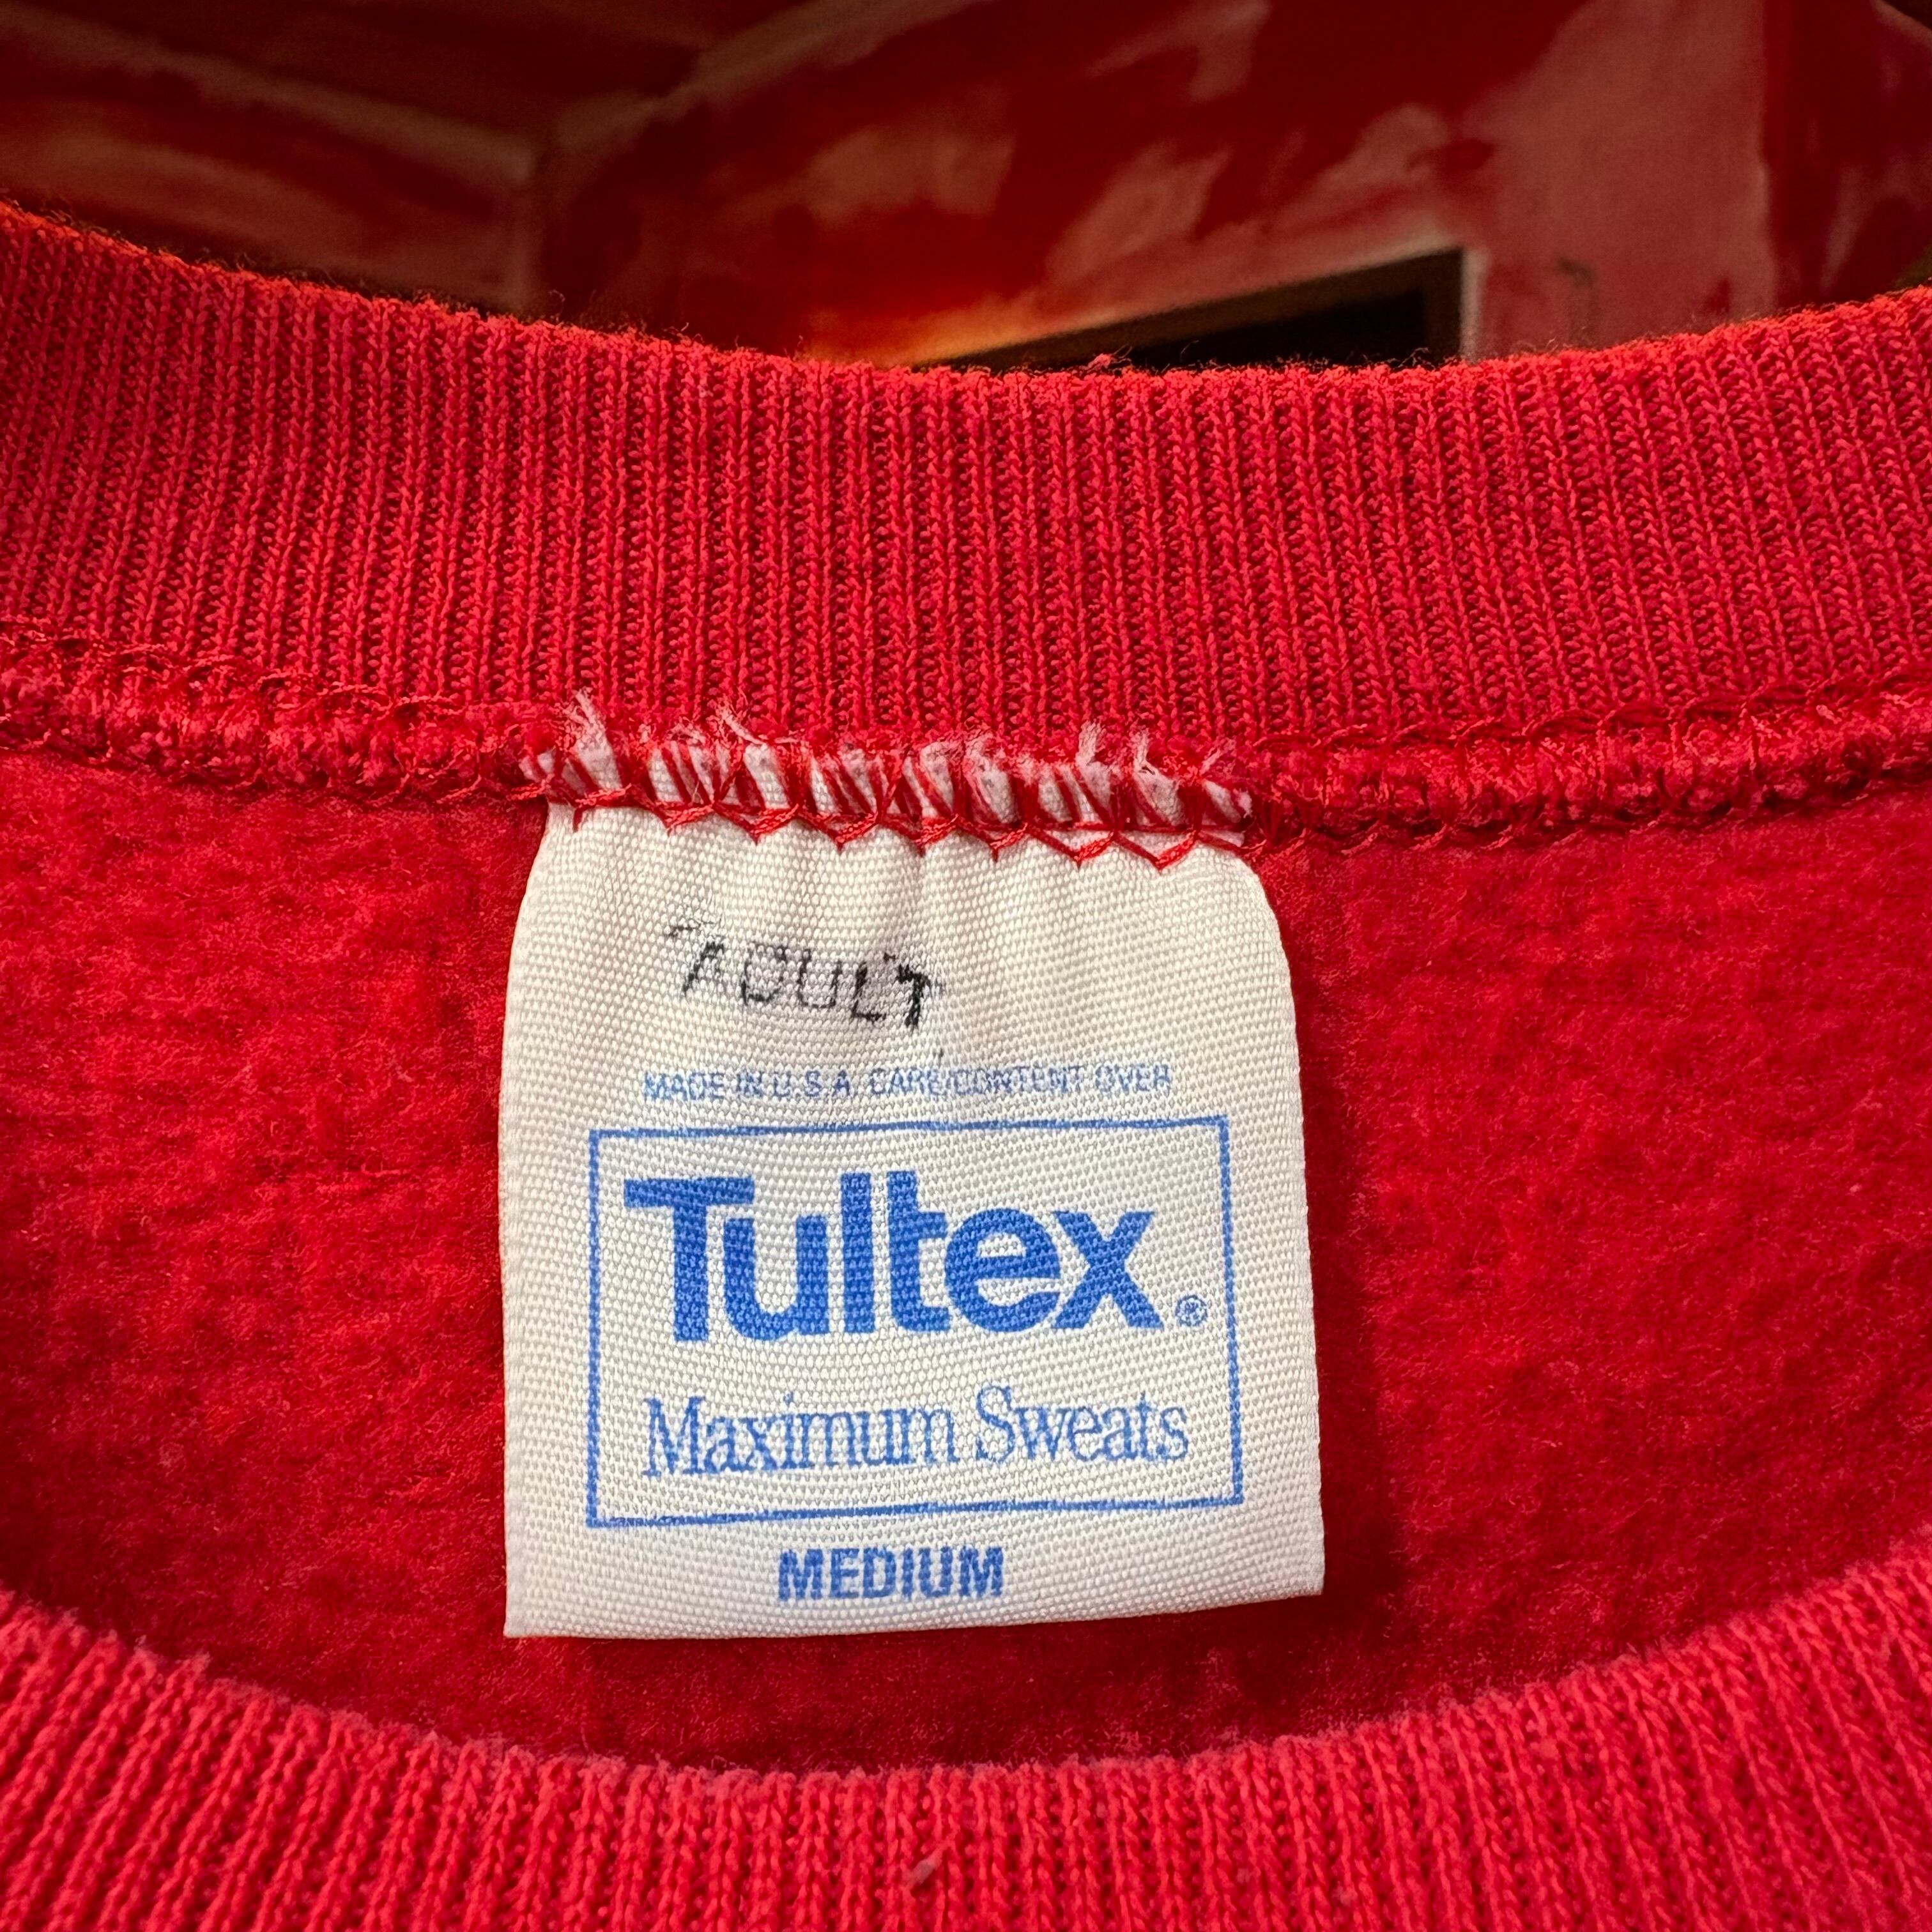 ADULT
MADE IN U.S.A. CARE/CONTENT OVER
Tultex®
Maximum Sweats
MEDIUM